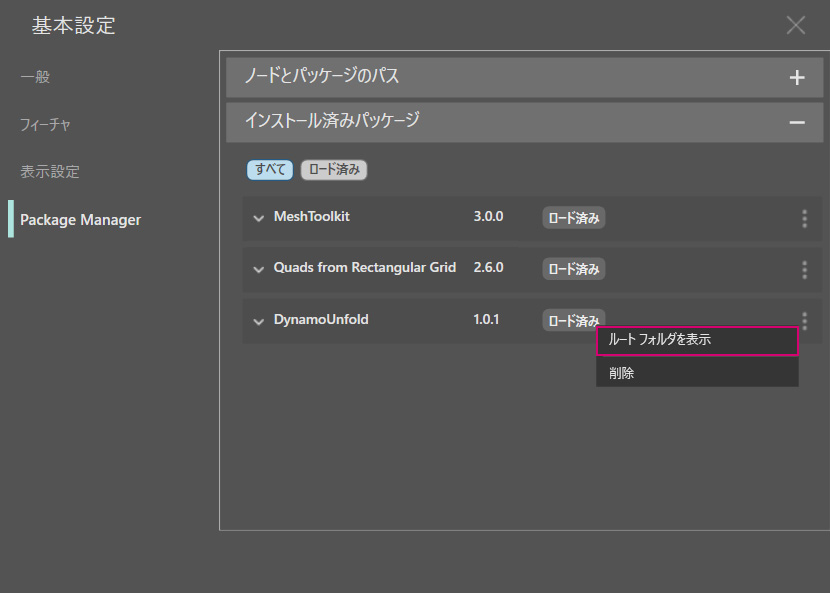 基本設定
一般
フィーチャ
表示設定
Package Manager
ノードとパッケージのパス
インストール済みパッケージ
すべて ロード済み
MeshToolkit 3.0.0 ロード済み
Quads from Rectangular Grid 2.6.0 ロード済み
DynamoUnfold 1.0.1 ロード済み
ルート フォルダを表示
削除